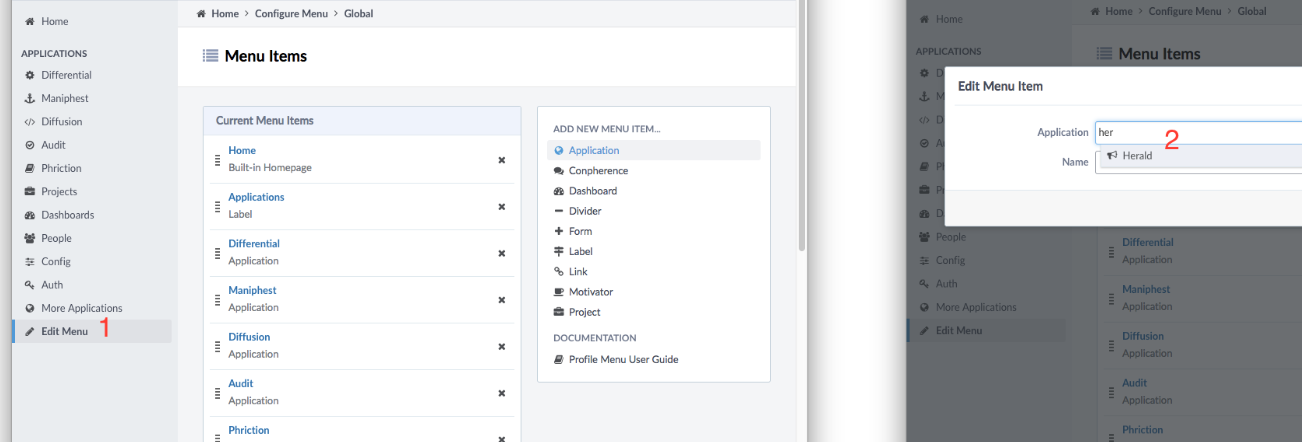 Home
APPLICATIONS
Differential
Maniphest
Diffusion
Audit
Phriction
Projects
Dashboards
People
Config
Auth
More Applications
Edit Menu 1
Home > Configure Menu > Global
Menu Items
Current Menu Items
Home
Built-in Homepage
Applications
Label
Differential
Application
Maniphest
Application
Diffusion
Application
Audit
Application
Phriction
ADD NEW MENU ITEM...
Application
Conpherence
Dashboard
Divider
Form
Label
Link
Motivator
Project
DOCUMENTATION
Profile Menu User Guide
Home
APPLICATIONS
D
M
D
A
P
P
D
People
Config
Auth
More Applications
Edit Menu
Home > Configure Menu > Global
Menu Items
Edit Menu Item
Application her 2
Herald
Name
Differential
Application
Maniphest
Application
Diffusion
Application
Audit
Application
Phriction